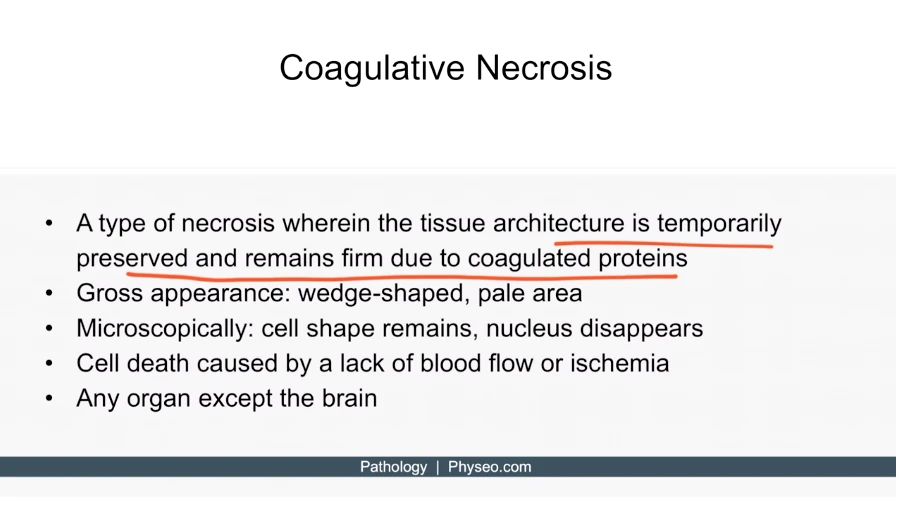 Coagulative Necrosis
• A type of necrosis wherein the tissue architecture is temporarily
preserved and remains firm due to coagulated proteins
• Gross appearance: wedge-shaped, pale area
• Microscopically: cell shape remains, nucleus disappears
• Cell death caused by a lack of blood flow or ischemia
• Any organ except the brain
Pathology | Physeo.com